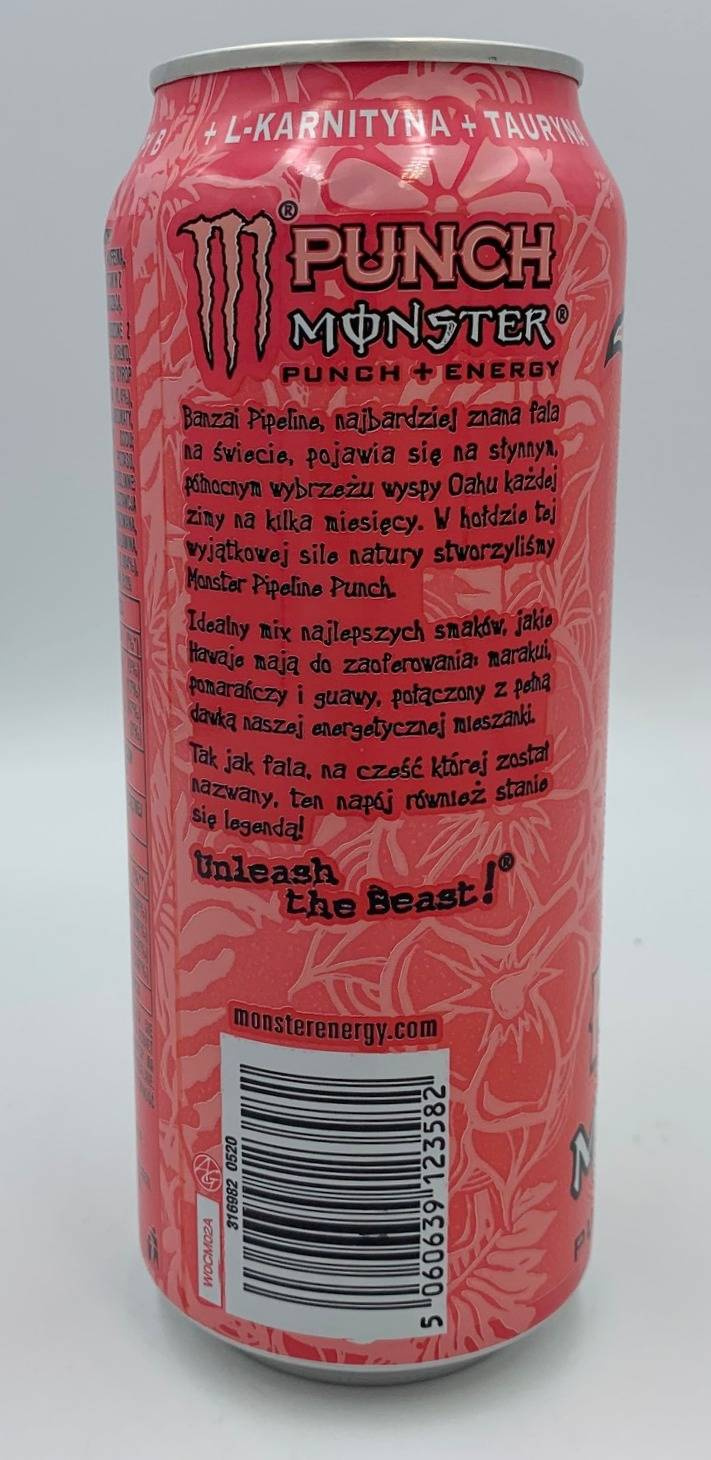 + L-KARNITYNA + TAURYNA
PUNCH
MONSTER®
PUNCH + ENERGY
Banzai Pipeline, najbardziej znana fala
na świecie, pojawia się na słynnym,
północnym wybrzeżu wyspy Oahu każdej
zimy na kilka miesięcy. W hołdzie tej
wyjątkowej sile natury stworzyliśmy
Monster Pipeline Punch.
Idealny mix najlepszych smaków, jakie
Hawaje mają do zaoferowania: marakui,
pomarańczy i guawy, połączony z pełną
dawką naszej energetycznej mieszanki.
Tak jak fala, na cześć której został
nazwany, ten napój również stanie
się legendą!
Unleash
the Beast!®
monsterenergy.com
316982 0520
WOCM02A
5 060639 123582